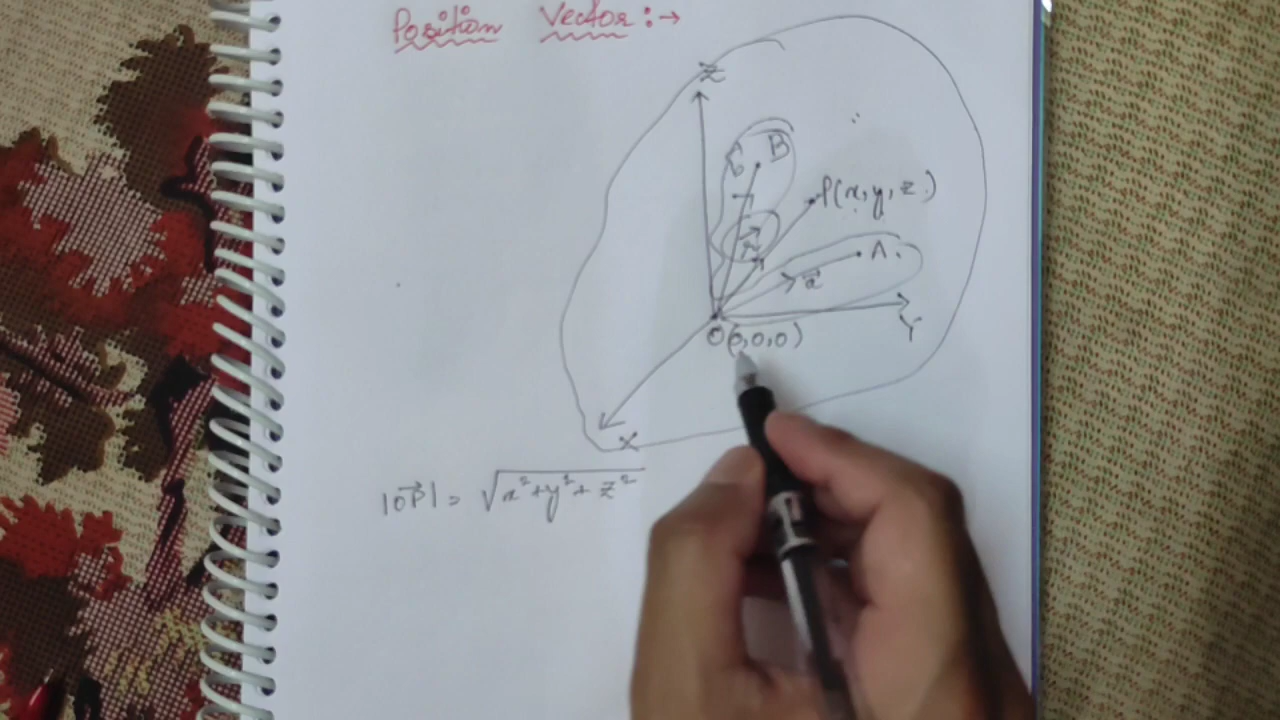 Position Vector :→
Z
B
C
P(x, y, z)
A
r⃗
a⃗
Y
O(0,0,0)
X
|OP⃗| = √x²+y²+z²